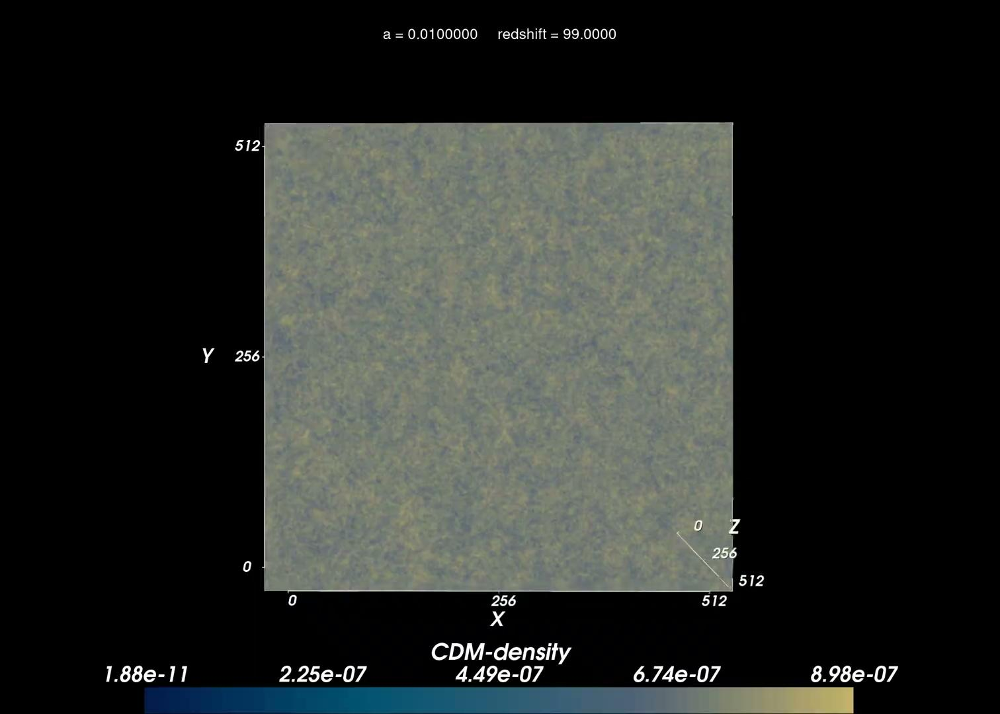 a = 0.0100000 redshift = 99.0000
512
Y 256
0
0 Z
256
512
0 256 512
X
CDM-density
1.88e-11 2.25e-07 4.49e-07 6.74e-07 8.98e-07